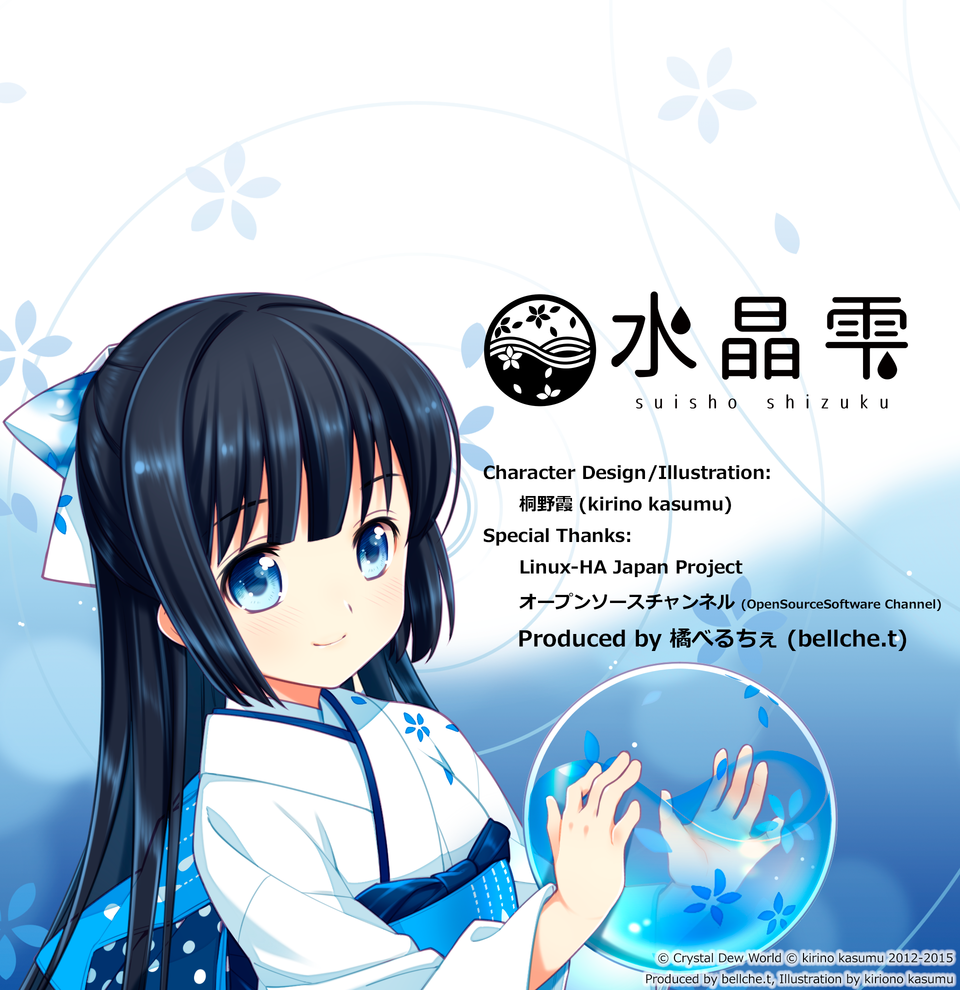 水晶雫
suisho shizuku
Character Design/Illustration:
桐野霞 (kirino kasumu)
Special Thanks:
Linux-HA Japan Project
オープンソースチャンネル (OpenSourceSoftware Channel)
Produced by 橘べるちぇ (bellche.t)
© Crystal Dew World © kirino kasumu 2012-2015
Produced by bellche.t, Illustration by kiriono kasumu